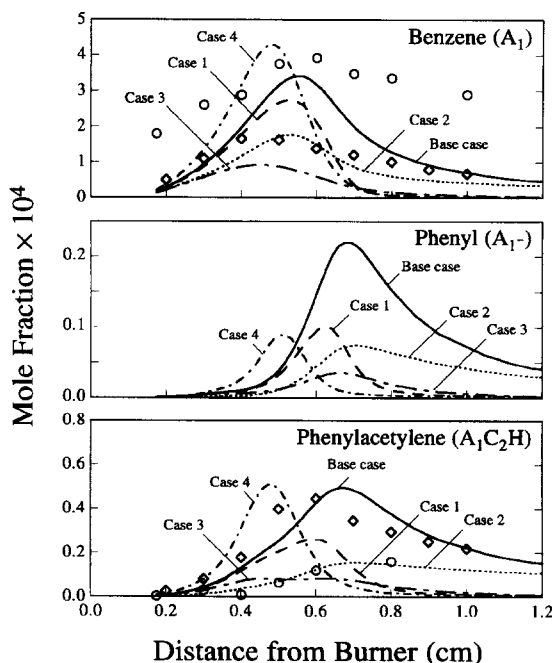 Mole Fraction × 10⁴
5
4
3
2
1
0
Benzene (A₁)
Case 4
Case 1
Case 3
Case 2
Base case
0.2
0.1
0.0
Phenyl (A₁-)
Base case
Case 4
Case 1
Case 2
Case 3
0.8
0.6
0.4
0.2
0.0
Phenylacetylene (A₁C₂H)
Base case
Case 4
Case 3
Case 1
Case 2
0.0 0.2 0.4 0.6 0.8 1.0 1.2
Distance from Burner (cm)